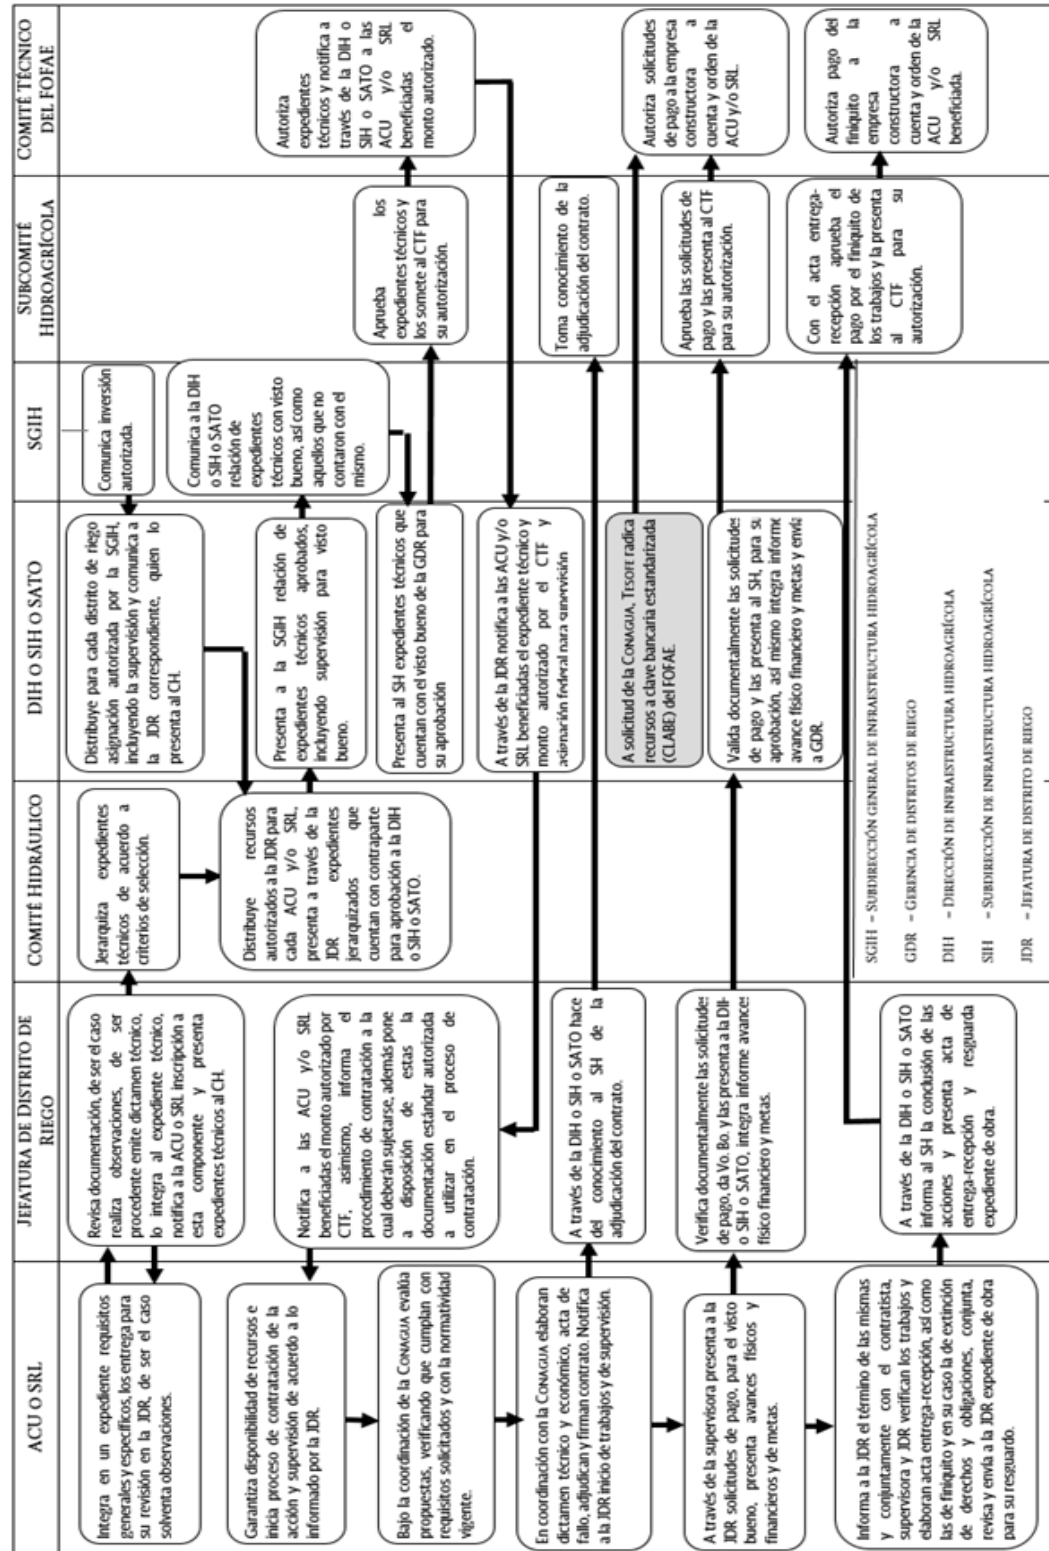 ACU O SRL
JEFATURA DE DISTRITO DE
RIEGO
COMITÉ HIDRÁULICO
DIH O SIH O SATO
SGIH
SUBCOMITÉ
HIDROAGRÍCOLA
COMITÉ TÉCNICO
DEL FOFAE
Integra en un expediente requisitos
generales y específicos, los entrega para
su revisión en la JDR, de ser el caso
solventa observaciones.
Revisa documentación, de ser el caso
realiza observaciones, de ser
procedente emite dictamen técnico,
lo integra al expediente técnico,
notifica a la ACU o SRL inscripción a
esta componente y presenta
expedientes técnicos al CH.
Jerarquiza expedientes
técnicos de acuerdo a
criterios de selección.
Distribuye para cada distrito de riego
asignación autorizada por la SGIH,
incluyendo la supervisión y comunica a
la JDR correspondiente, quien lo
presenta al CH.
Comunica inversión
autorizada.
Distribuye recursos
autorizados a la JDR para
cada ACU y/o SRL,
presenta a través de la
JDR expedientes
jerarquizados que
cuentan con contraparte
para aprobación a la DIH
o SIH o SATO.
Presenta a la SGIH relación de
expedientes técnicos aprobados,
incluyendo supervisión para visto
bueno.
Comunica a la DIH
o SIH o SATO
relación de
expedientes
técnicos con visto
bueno, así como
aquellos que no
contaron con el
mismo.
Presenta al SH expedientes técnicos que
cuentan con el visto bueno de la GDR para
su aprobación
Aprueba los
expedientes técnicos y
los somete al CTF para
su autorización.
Autoriza
expedientes
técnicos y notifica a
través de la DIH o
SIH o SATO a las
ACU y/o SRL
beneficiadas el
monto autorizado.
A través de la JDR notifica a las ACU y/o
SRL beneficiadas el expediente técnico y
monto autorizado por el CTF y
asignación federal para supervisión
Notifica a las ACU y/o SRL
beneficiadas el monto autorizado por
CTF, asimismo, informa el
procedimiento de contratación a la
cual deberán sujetarse, además pone
a disposición de estas la
documentación estándar autorizada
a utilizar en el proceso de
contratación.
Garantiza disponibilidad de recursos e
inicia proceso de contratación de la
acción y supervisión de acuerdo a lo
informado por la JDR.
Bajo la coordinación de la CONAGUA evalúa
propuestas, verificando que cumplan con
requisitos solicitados y con la normatividad
vigente.
En coordinación con la CONAGUA elaboran
dictamen técnico y económico, acta de
fallo, adjudican y firman contrato. Notifica
a la JDR inicio de trabajos y de supervisión.
A través de la DIH o SIH o SATO hace
del conocimiento al SH de la
adjudicación del contrato.
Toma conocimiento de la
adjudicación del contrato.
A solicitud de la CONAGUA, TESOFE radica
recursos a clave bancaria estandarizada
(CLABE) del FOFAE.
A través de la supervisora presenta a la
JDR solicitudes de pago, para el visto
bueno, presenta avances físicos y
financieros y de metas.
Verifica documentalmente las solicitudes
de pago, da Vo. Bo. y las presenta a la DIH
o SIH o SATO, integra informe avances
físico financiero y metas.
Valida documentalmente las solicitudes
de pago y las presenta al SH, para su
aprobación, así mismo integra informe
avance físico financiero y metas y envía
a GDR.
Aprueba las solicitudes de
pago y las presenta al CTF
para su autorización.
Autoriza solicitudes
de pago a la empresa
constructora a
cuenta y orden de la
ACU y/o SRL.
Informa a la JDR el término de las mismas
y conjuntamente con el contratista,
supervisora y JDR verifican los trabajos y
elaboran acta entrega-recepción, así como
las de finiquito y en su caso la de extinción
de derechos y obligaciones, conjunta,
revisa y envía a la JDR expediente de obra
para su resguardo.
A través de la DIH o SIH o SATO
informa al SH la conclusión de las
acciones y presenta acta de
entrega-recepción y resguarda
expediente de obra.
Con el acta entrega-
recepción aprueba el
pago por el finiquito de
los trabajos y la presenta
al CTF para su
autorización.
Autoriza pago del
finiquito a la
empresa
constructora a
cuenta y orden de la
ACU y/o SRL
beneficiada.
SGIH – SUBDIRECCIÓN GENERAL DE INFRAESTRUCTURA HIDROAGRÍCOLA
GDR – GERENCIA DE DISTRITOS DE RIEGO
DIH – DIRECCIÓN DE INFRAESTRUCTURA HIDROAGRÍCOLA
SIH – SUBDIRECCIÓN DE INFRAESTRUCTURA HIDROAGRÍCOLA
JDR – JEFATURA DE DISTRITO DE RIEGO